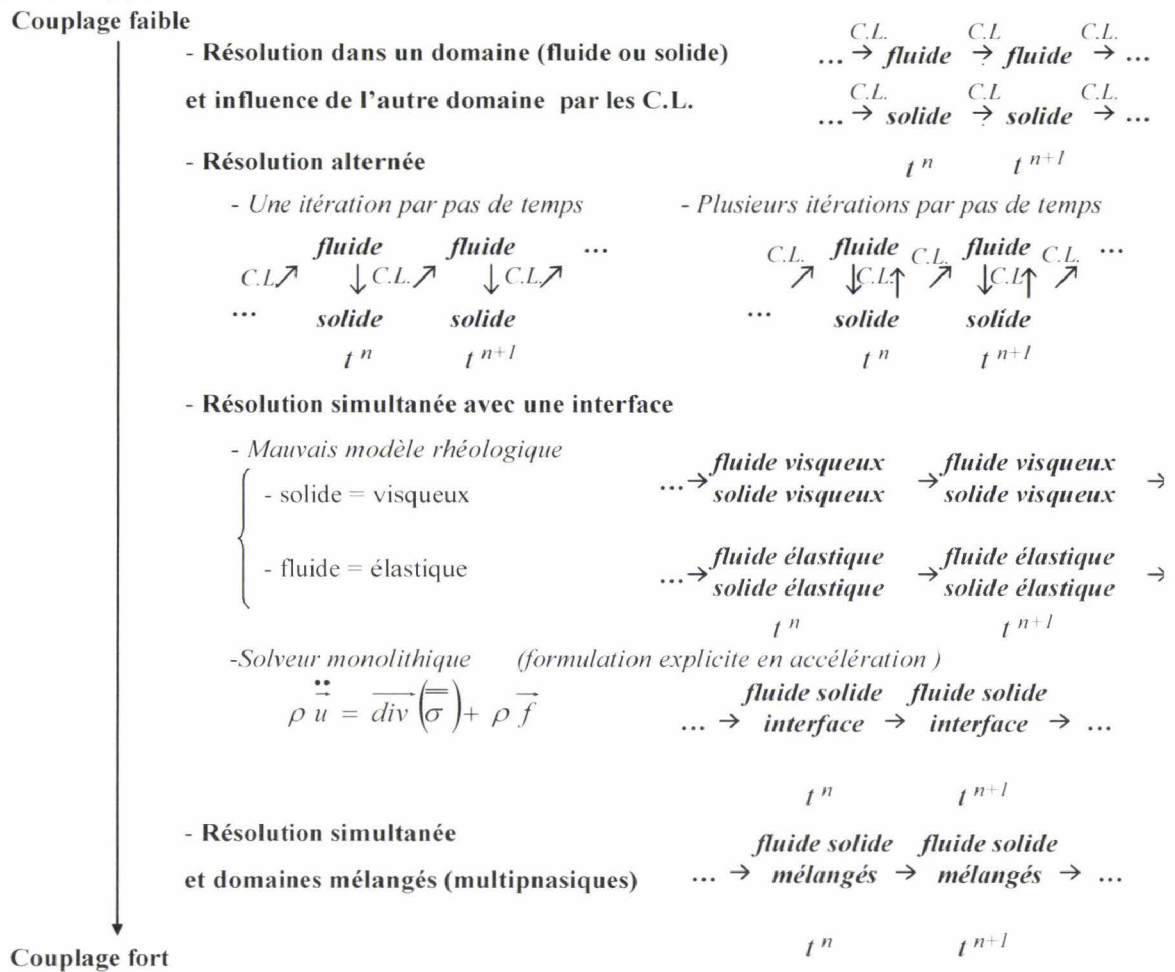 Couplage faible
- Résolution dans un domaine (fluide ou solide)
et influence de l'autre domaine par les C.L.
C.L. C.L C.L.
... → fluide → fluide → ...
C.L. C.L C.L.
... → solide → solide → ...
t^n t^{n+1}
- Résolution alternée
- Une itération par pas de temps
fluide fluide ...
C.L↗ ↓C.L.↗ ↓C.L↗
... solide solide
t^n t^{n+1}
- Plusieurs itérations par pas de temps
C.L. fluide C.L. fluide C.L. ...
↗ ↓C.L.↑ ↗ ↓C.L↑ ↗
... solide solide
t^n t^{n+1}
- Résolution simultanée avec une interface
- Mauvais modèle rhéologique
- solide = visqueux
...→ fluide visqueux → fluide visqueux →
solide visqueux solide visqueux
- fluide = élastique
...→ fluide élastique → fluide élastique →
solide élastique solide élastique
t^n t^{n+1}
-Solveur monolithique (formulation explicite en accélération )
ρ ü = div (σ) + ρ f
fluide solide fluide solide
... → interface → interface → ...
t^n t^{n+1}
- Résolution simultanée
et domaines mélangés (multipnasiques)
fluide solide fluide solide
... → mélangés → mélangés → ...
t^n t^{n+1}
Couplage fort